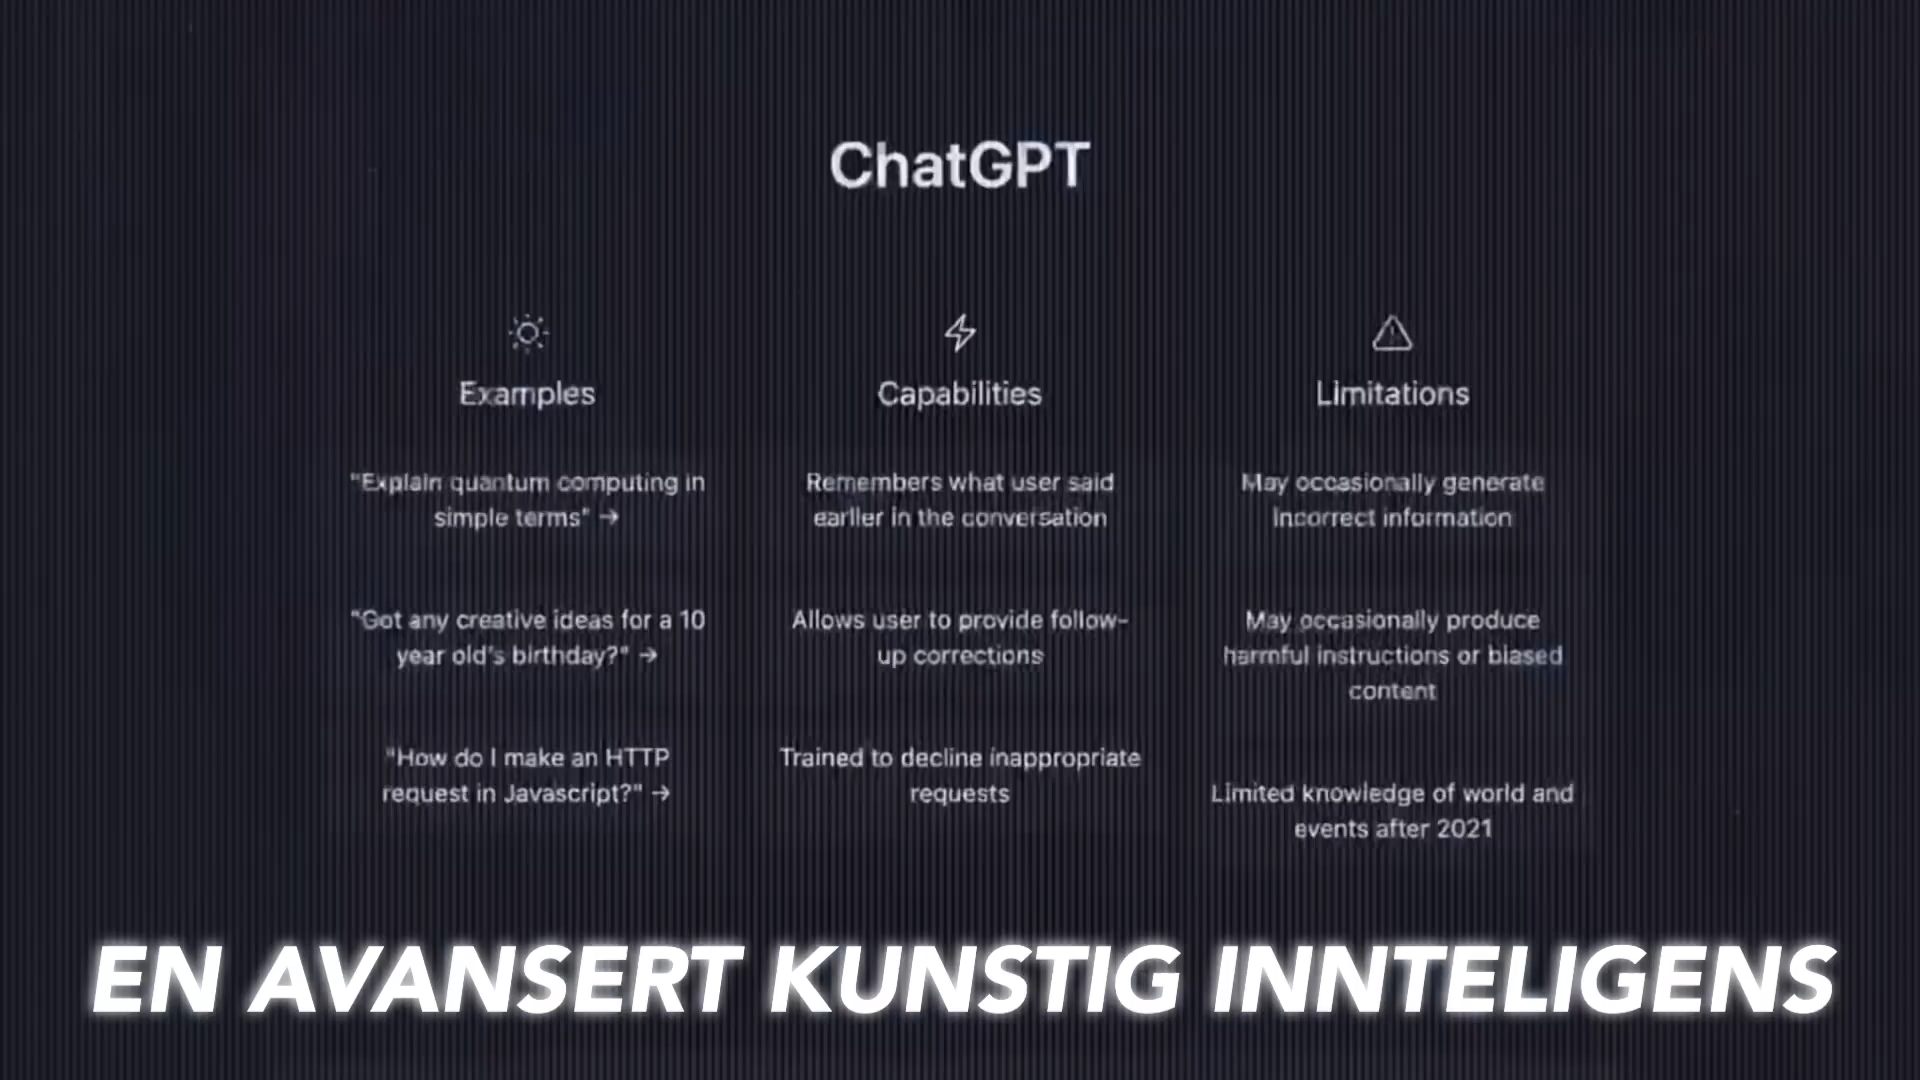 ChatGPT
Examples
"Explain quantum computing in
simple terms" →
"Got any creative ideas for a 10
year old's birthday?" →
"How do I make an HTTP
request in Javascript?" →
Capabilities
Remembers what user said
earlier in the conversation
Allows user to provide follow-
up corrections
Trained to decline inappropriate
requests
Limitations
May occasionally generate
incorrect information
May occasionally produce
harmful instructions or biased
content
Limited knowledge of world and
events after 2021
EN AVANSERT KUNSTIG INNTELIGENS